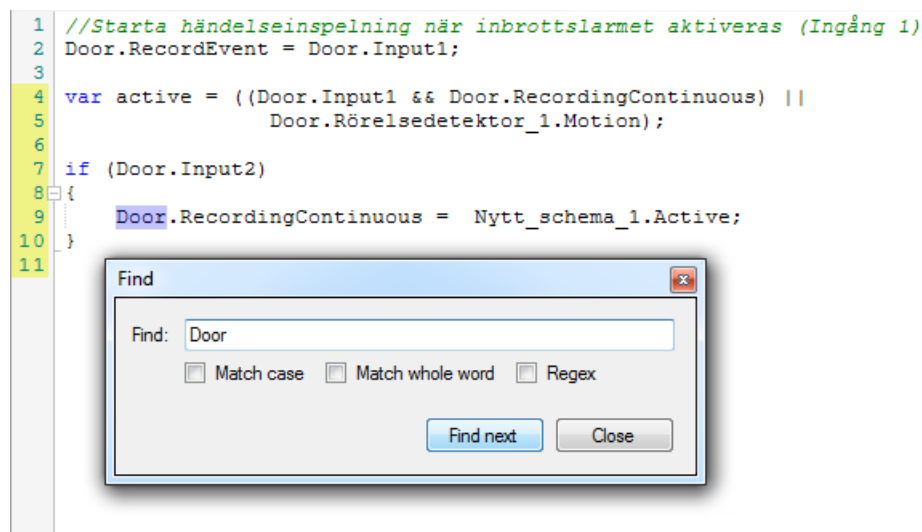 1 //Starta händelseinspelning när inbrottslarmet aktiveras (Ingång 1)
2 Door.RecordEvent = Door.Input1;
3
4 var active = ((Door.Input1 && Door.RecordingContinuous) ||
5 Door.Rörelsedetektor_1.Motion);
6
7 if (Door.Input2)
8 {
9 Door.RecordingContinuous =  Nytt_schema_1.Active;
10 }
11
Find
Find: Door
Match case Match whole word Regex
Find next Close